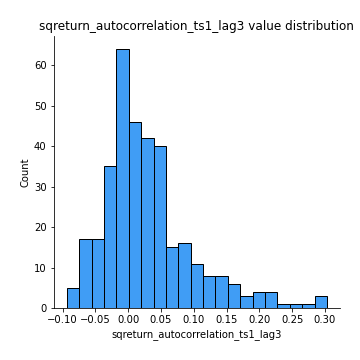 sqreturn_autocorrelation_ts1_lag3 value distribution
Count
60
50
40
30
20
10
0
−0.10 −0.05 0.00 0.05 0.10 0.15 0.20 0.25 0.30
sqreturn_autocorrelation_ts1_lag3